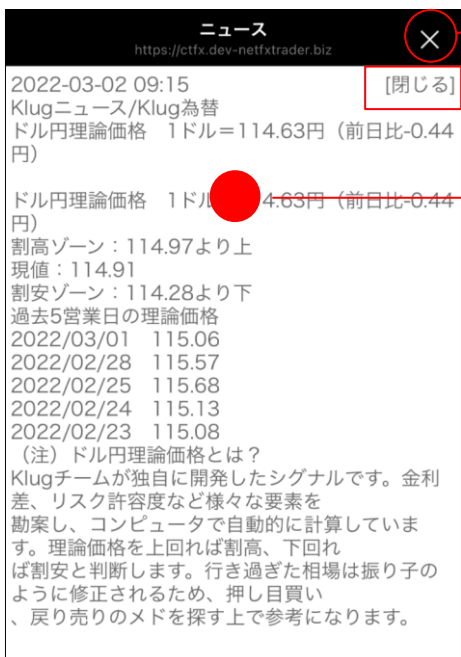 ニュース
https://ctfx.dev-netfxtrader.biz
×
2022-03-02 09:15 [閉じる]
Klugニュース/Klug為替
ドル円理論価格 1ドル＝114.63円（前日比-0.44
円）
ドル円理論価格 1ドル 4.63円（前日比-0.44
円）
割高ゾーン：114.97より上
現値：114.91
割安ゾーン：114.28より下
過去5営業日の理論価格
2022/03/01 115.06
2022/02/28 115.57
2022/02/25 115.68
2022/02/24 115.13
2022/02/23 115.08
（注）ドル円理論価格とは？
Klugチームが独自に開発したシグナルです。金利
差、リスク許容度など様々な要素を
勘案し、コンピュータで自動的に計算していま
す。理論価格を上回れば割高、下回れ
ば割安と判断します。行き過ぎた相場は振り子の
ように修正されるため、押し目買い
、戻り売りのメドを探す上で参考になります。